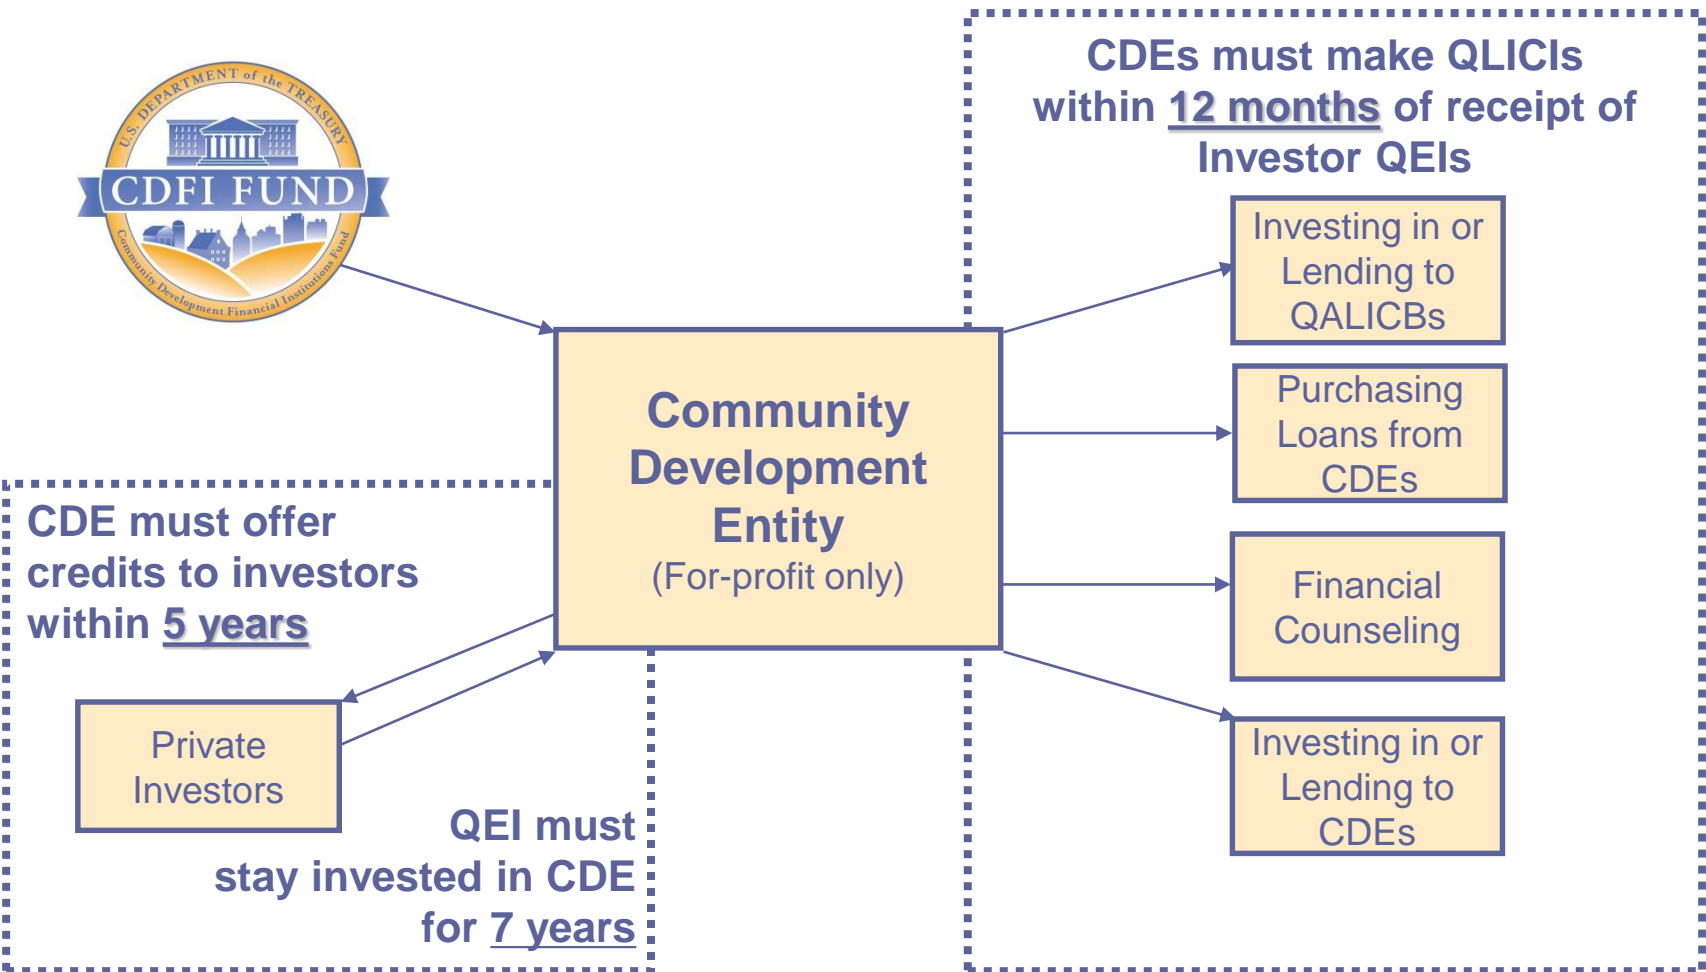 U.S. DEPARTMENT of the TREASURY
CDFI FUND
Community Development Financial Institutions Fund
CDEs must make QLICIs
within 12 months of receipt of
Investor QEIs
Investing in or
Lending to
QALICBs
Purchasing
Loans from
CDEs
Financial
Counseling
Investing in or
Lending to
CDEs
Community
Development
Entity
(For-profit only)
CDE must offer
credits to investors
within 5 years
Private
Investors
QEI must
stay invested in CDE
for 7 years